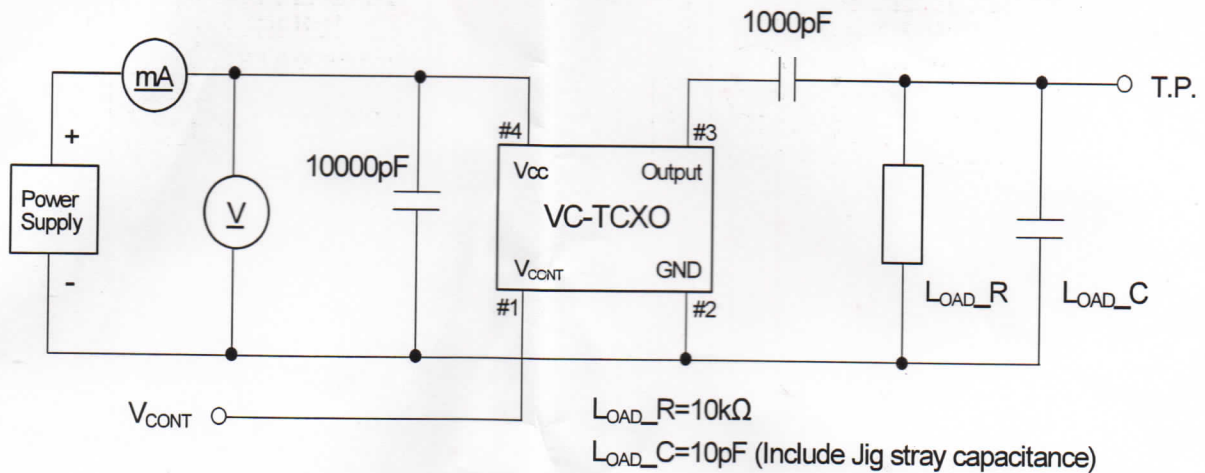 1000pF
mA
T.P.
+
#4
#3
10000pF
Vcc
Output
Power
Supply
V
VC-TCXO
VCONT
GND
-
#1
#2
LOAD_R
LOAD_C
VCONT
LOAD_R=10kΩ
LOAD_C=10pF (Include Jig stray capacitance)